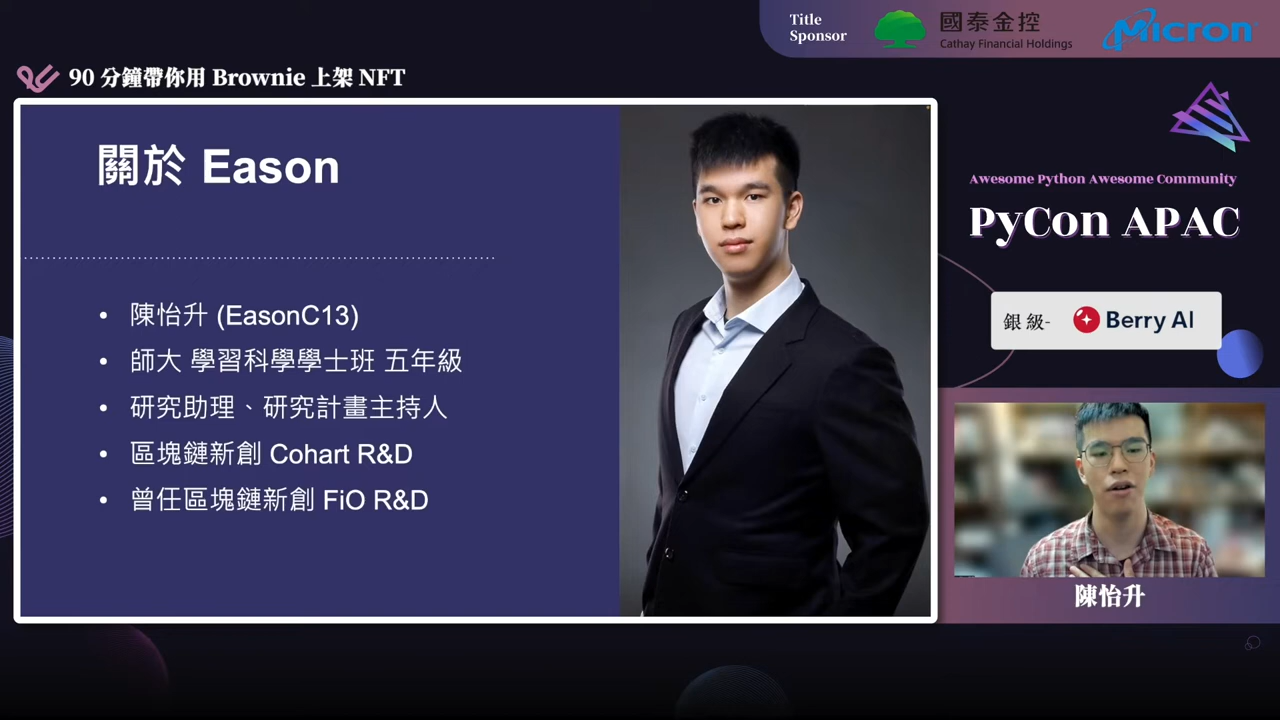 Title
Sponsor
國泰金控
Cathay Financial Holdings
Micron
90 分鐘帶你用 Brownie 上架 NFT
關於 Eason
• 陳怡升 (EasonC13)
• 師大 學習科學學士班 五年級
• 研究助理、研究計畫主持人
• 區塊鏈新創 Cohart R&D
• 曾任區塊鏈新創 FiO R&D
Awesome Python Awesome Community
PyCon APAC
銀級- Berry AI
陳怡升